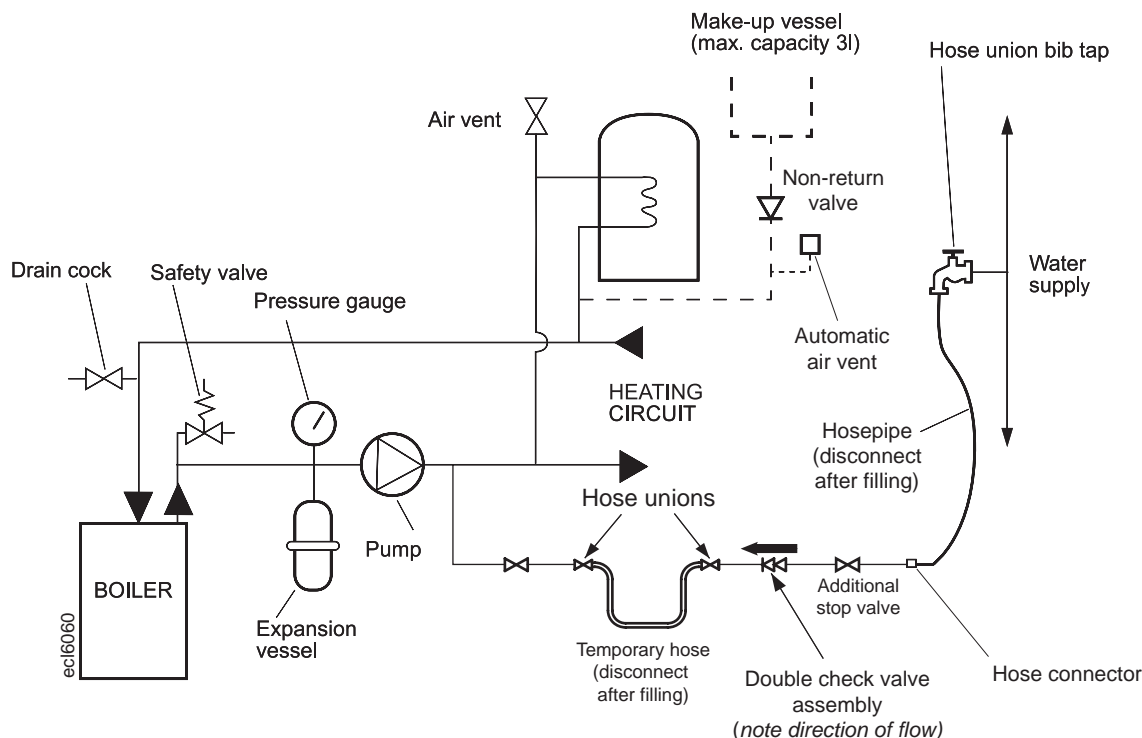 Make-up vessel
(max. capacity 3l)
Hose union bib tap
Air vent
Non-return
valve
Drain cock
Safety valve
Pressure gauge
Water
supply
Automatic
air vent
HEATING
CIRCUIT
Hosepipe
(disconnect
after filling)
Hose unions
Pump
BOILER
Additional
stop valve
ecl6060
Expansion
vessel
Temporary hose
(disconnect
after filling)
Double check valve
assembly
(note direction of flow)
Hose connector